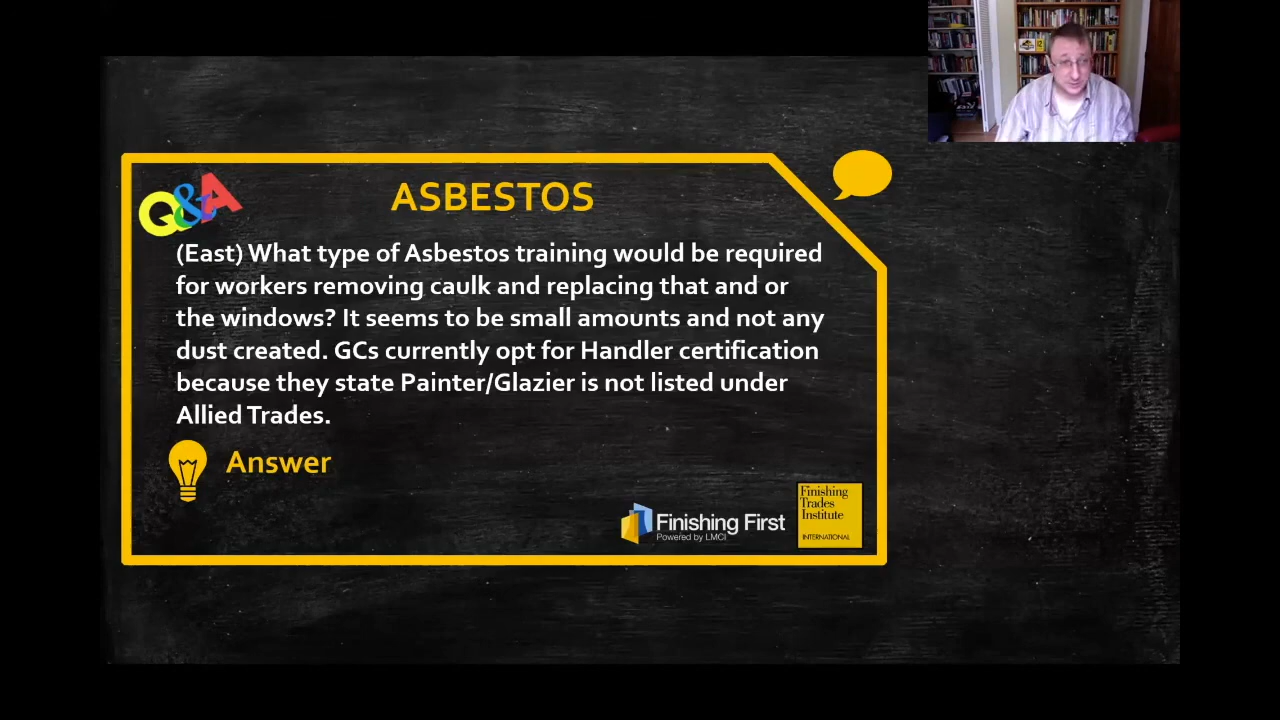 Q&A
ASBESTOS
(East) What type of Asbestos training would be required
for workers removing caulk and replacing that and or
the windows? It seems to be small amounts and not any
dust created. GCs currently opt for Handler certification
because they state Painter/Glazier is not listed under
Allied Trades.
Answer
Finishing First
Powered by LMCI
Finishing
Trades
Institute
INTERNATIONAL